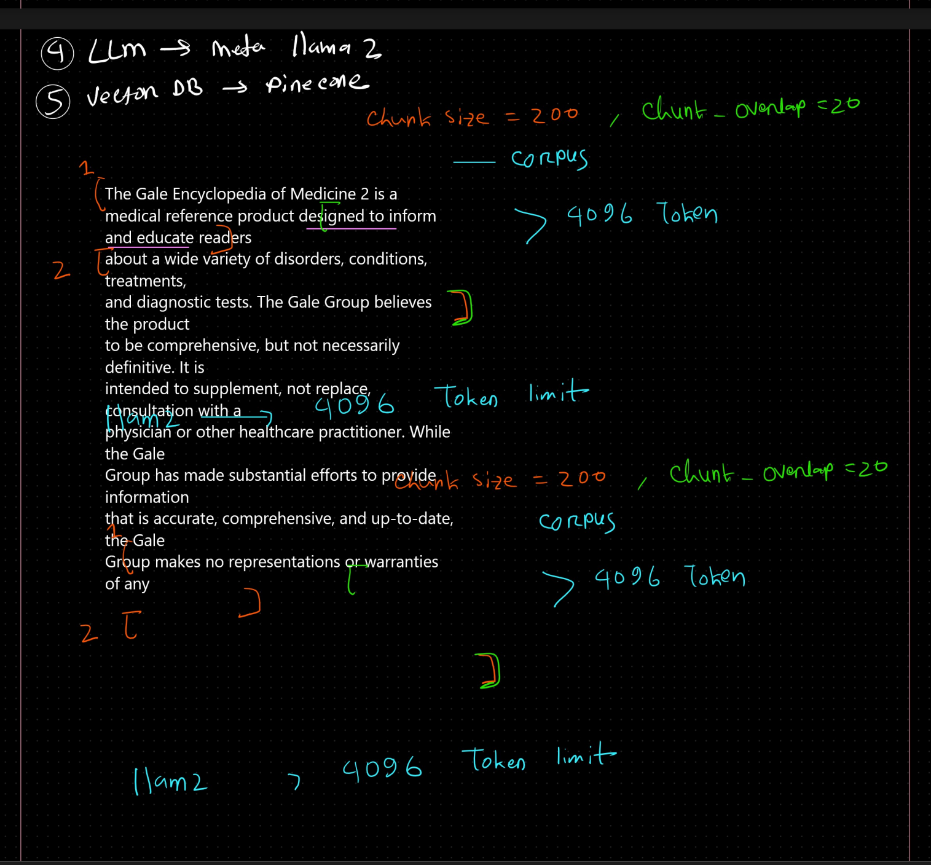 4 LLm → meta llama 2
5 Vector DB → Pinecone
Chunk size = 200 , Chunt - overlap = 20
— corpus
1
The Gale Encyclopedia of Medicine 2 is a
medical reference product designed to inform
> 4096 Token
and educate readers
2 about a wide variety of disorders, conditions,
treatments,
and diagnostic tests. The Gale Group believes
the product
to be comprehensive, but not necessarily
definitive. It is
intended to supplement, not replace,
consultation with a
llam2 → 4096 Token limit
physician or other healthcare practitioner. While
the Gale
Group has made substantial efforts to provide
Chunk size = 200 , Chunt - overlap = 20
information
that is accurate, comprehensive, and up-to-date,
corpus
the Gale
1
Group makes no representations or warranties
of any
> 4096 Token
2
llam2 > 4096 Token limit